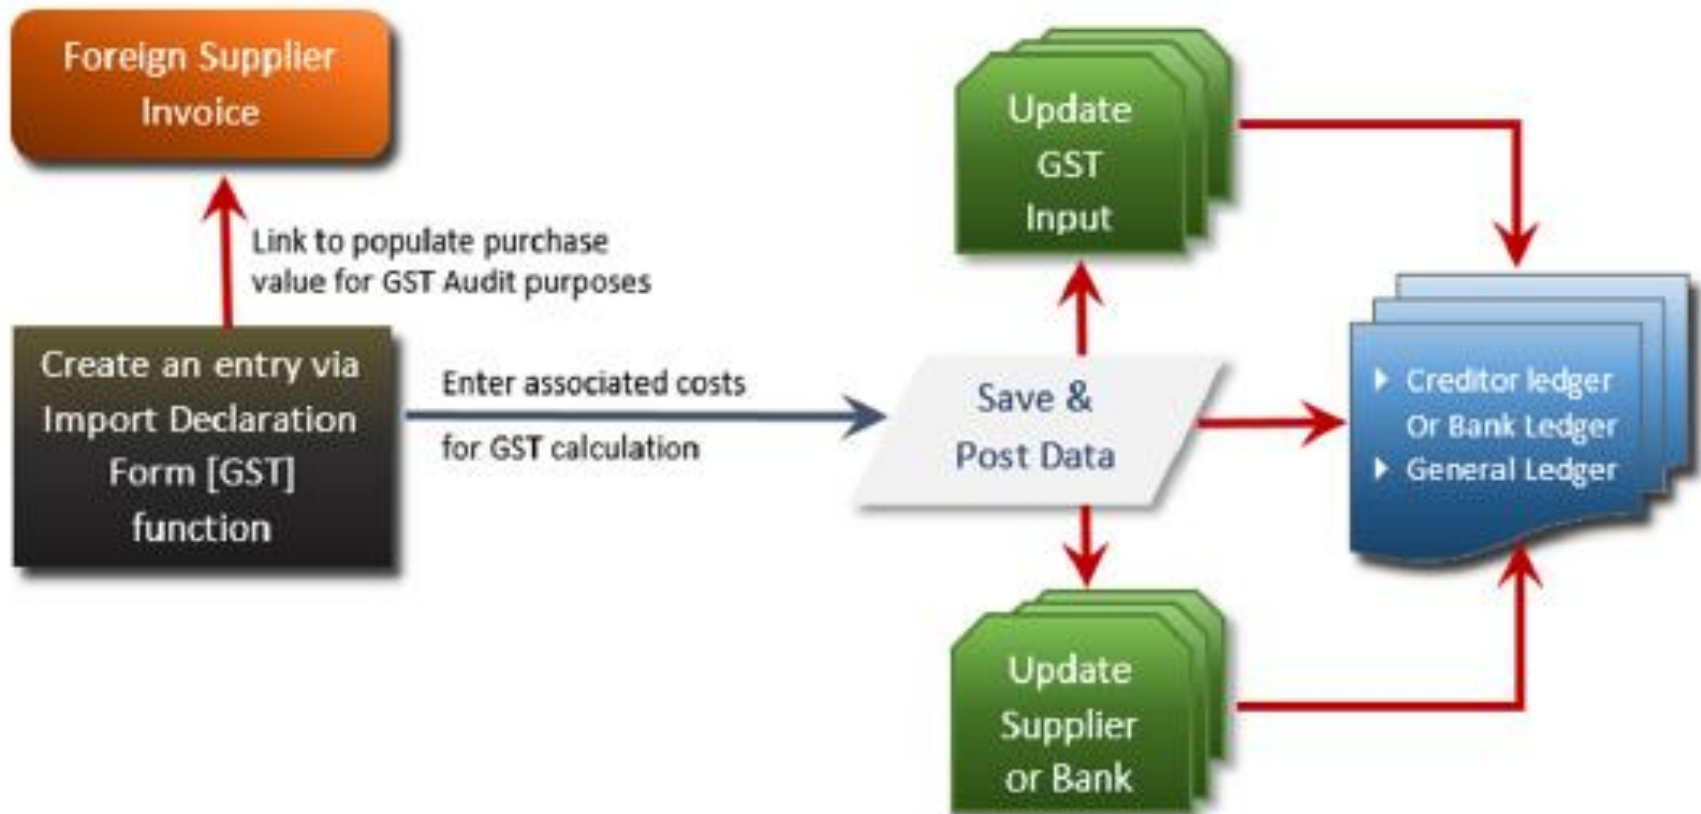 Foreign Supplier
Invoice
Link to populate purchase
value for GST Audit purposes
Create an entry via
Import Declaration
Form [GST]
function
Enter associated costs
for GST calculation
Save &
Post Data
Update
GST
Input
Creditor ledger
Or Bank Ledger
General Ledger
Update
Supplier
or Bank